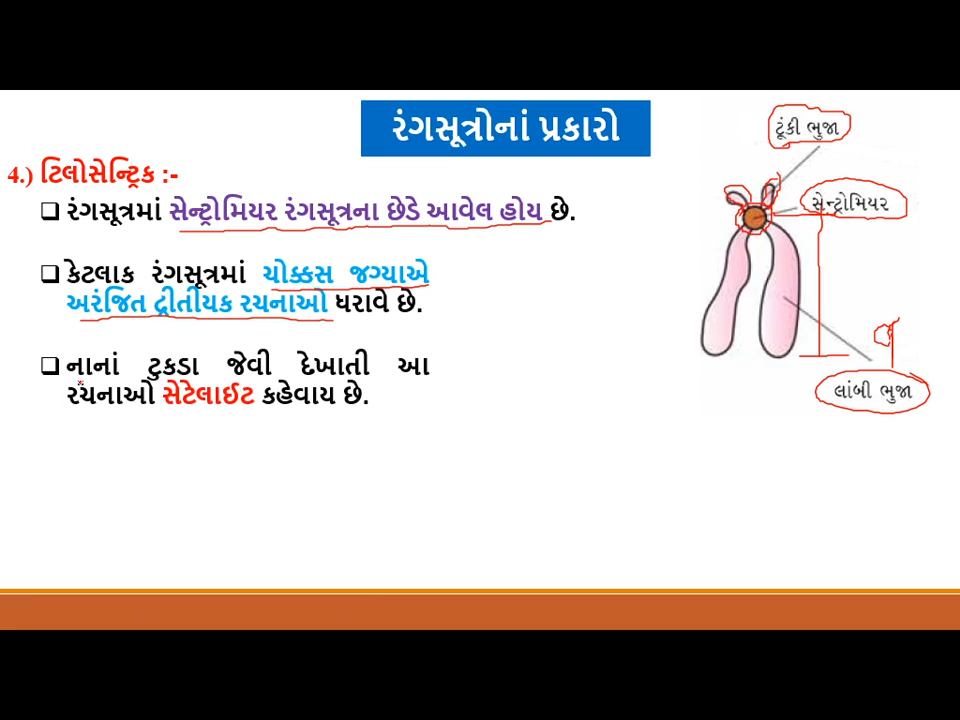 રંગસૂત્રોનાં પ્રકારો
ટૂંકી ભુજા
4.) ટિલોસેન્ટ્રિક :-
રંગસૂત્રમાં સેન્ટ્રોમિયર રંગસૂત્રના છેડે આવેલ હોય છે.
સેન્ટ્રોમિયર
કેટલાક રંગસૂત્રમાં ચોક્કસ જગ્યાએ
અરંજિત દ્રીતીયક રચનાઓ ધરાવે છે.
નાનાં ટુકડા જેવી દેખાતી આ
રચનાઓ સેટેલાઈટ કહેવાય છે.
લાંબી ભુજા